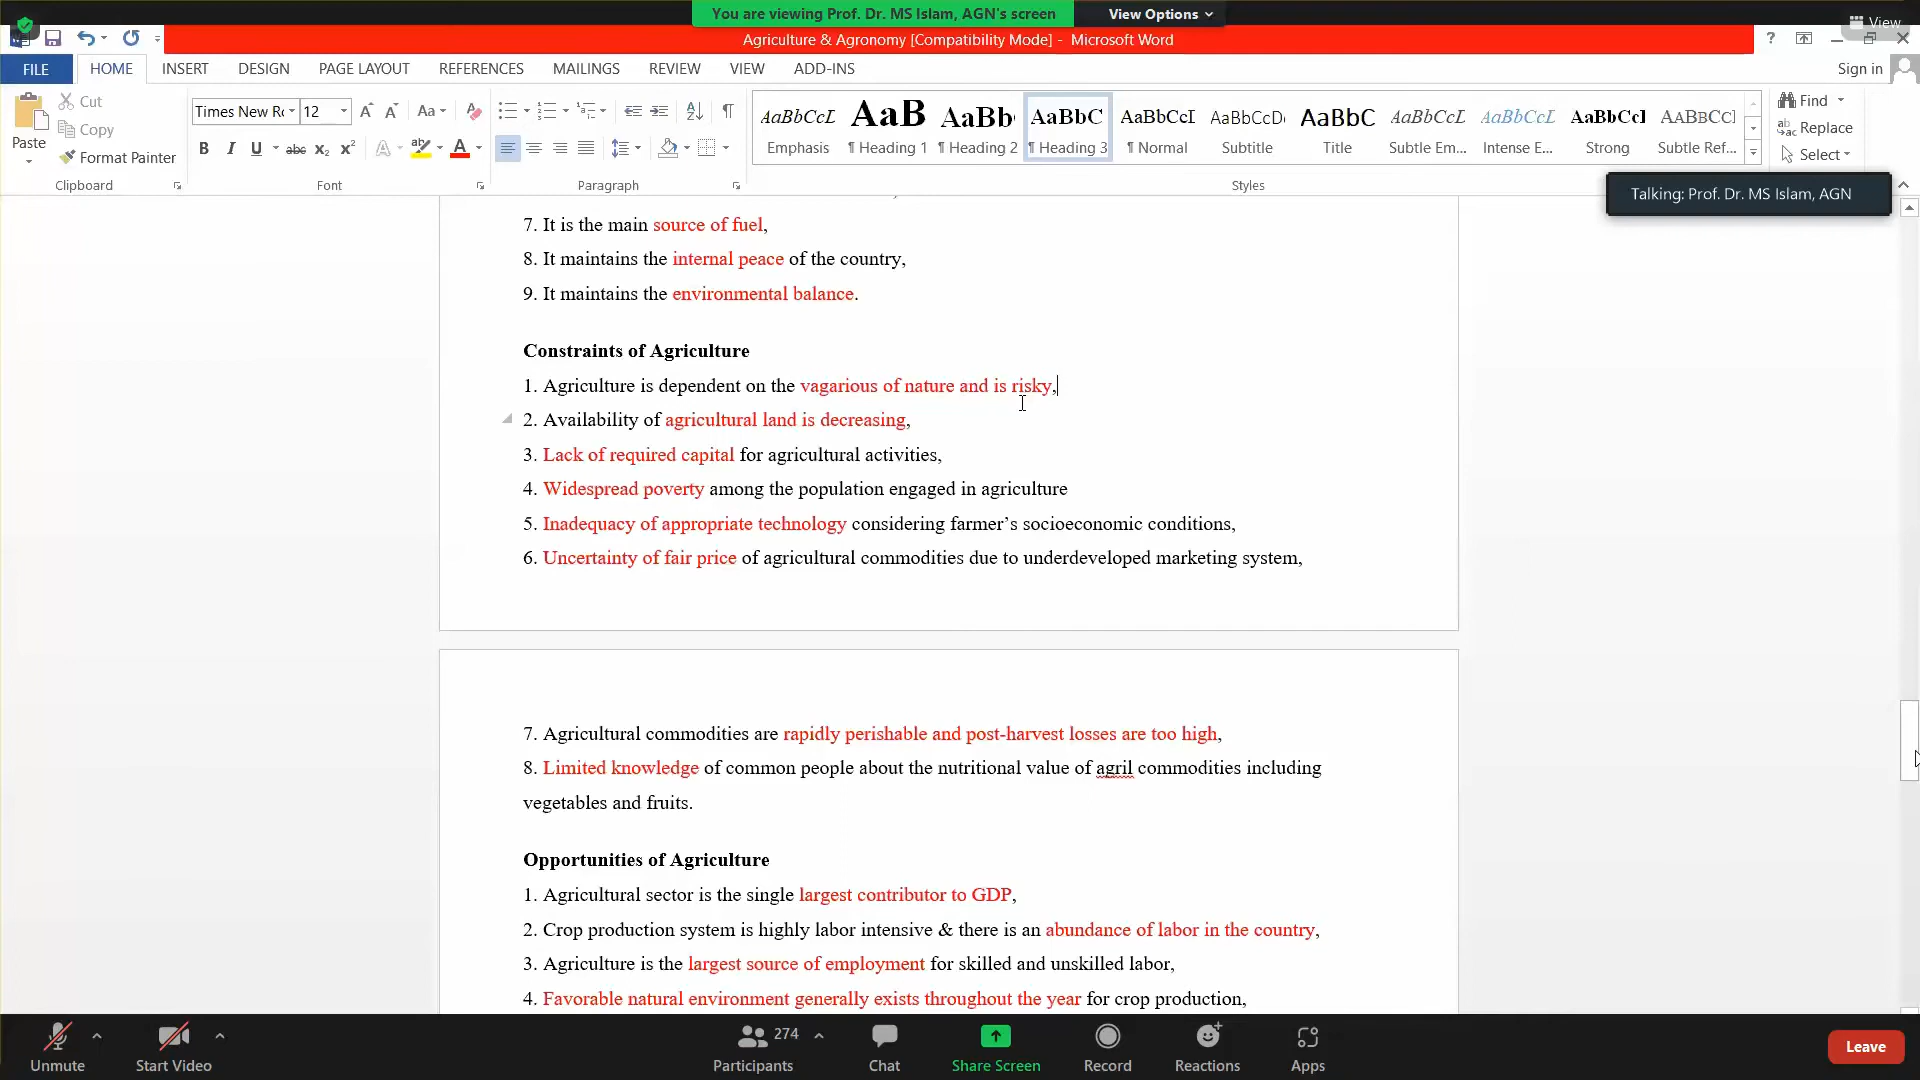 You are viewing Prof. Dr. MS Islam, AGN's screen
View Options
View
Agriculture & Agronomy [Compatibility Mode] - Microsoft Word
FILE HOME INSERT DESIGN PAGE LAYOUT REFERENCES MAILINGS REVIEW VIEW ADD-INS Sign in
Paste
Cut
Copy
Format Painter
Clipboard
Times New Rc 12
Font
Paragraph
AaBbCcL AaB AaBb AaBbC AaBbCcI AaBbCcDc AaBbC AaBbCcL AaBbCcL AaBbCcI AABBCCI
Emphasis ¶ Heading 1 ¶ Heading 2 ¶ Heading 3 ¶ Normal Subtitle Title Subtle Em... Intense E... Strong Subtle Ref...
Styles
Find
Replace
Select
Talking: Prof. Dr. MS Islam, AGN
7. It is the main source of fuel,
8. It maintains the internal peace of the country,
9. It maintains the environmental balance.
Constraints of Agriculture
1. Agriculture is dependent on the vagarious of nature and is risky,
2. Availability of agricultural land is decreasing,
3. Lack of required capital for agricultural activities,
4. Widespread poverty among the population engaged in agriculture
5. Inadequacy of appropriate technology considering farmer’s socioeconomic conditions,
6. Uncertainty of fair price of agricultural commodities due to underdeveloped marketing system,
7. Agricultural commodities are rapidly perishable and post-harvest losses are too high,
8. Limited knowledge of common people about the nutritional value of agril commodities including
vegetables and fruits.
Opportunities of Agriculture
1. Agricultural sector is the single largest contributor to GDP,
2. Crop production system is highly labor intensive & there is an abundance of labor in the country,
3. Agriculture is the largest source of employment for skilled and unskilled labor,
4. Favorable natural environment generally exists throughout the year for crop production,
Unmute
Start Video
274
Participants
Chat
Share Screen
Record
Reactions
Apps
Leave